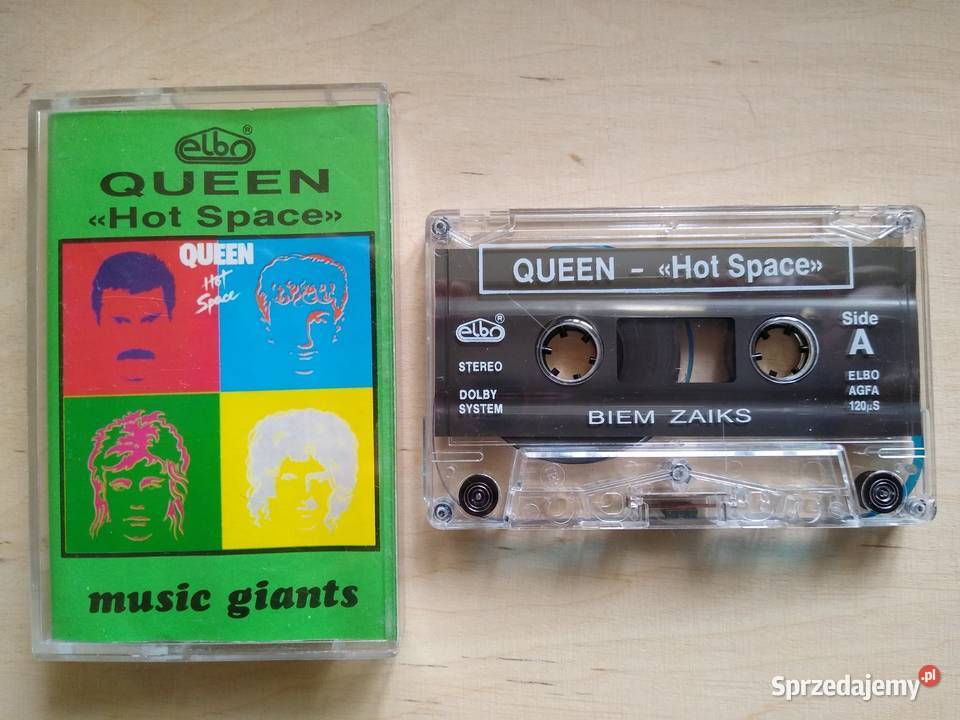 elbo ®
QUEEN
«Hot Space»
QUEEN
Hot
Space
music giants
QUEEN - «Hot Space»
elbo ®
STEREO
DOLBY
SYSTEM
Side
A
ELBO
AGFA
120µS
BIEM ZAIKS
Sprzedajemy.pl